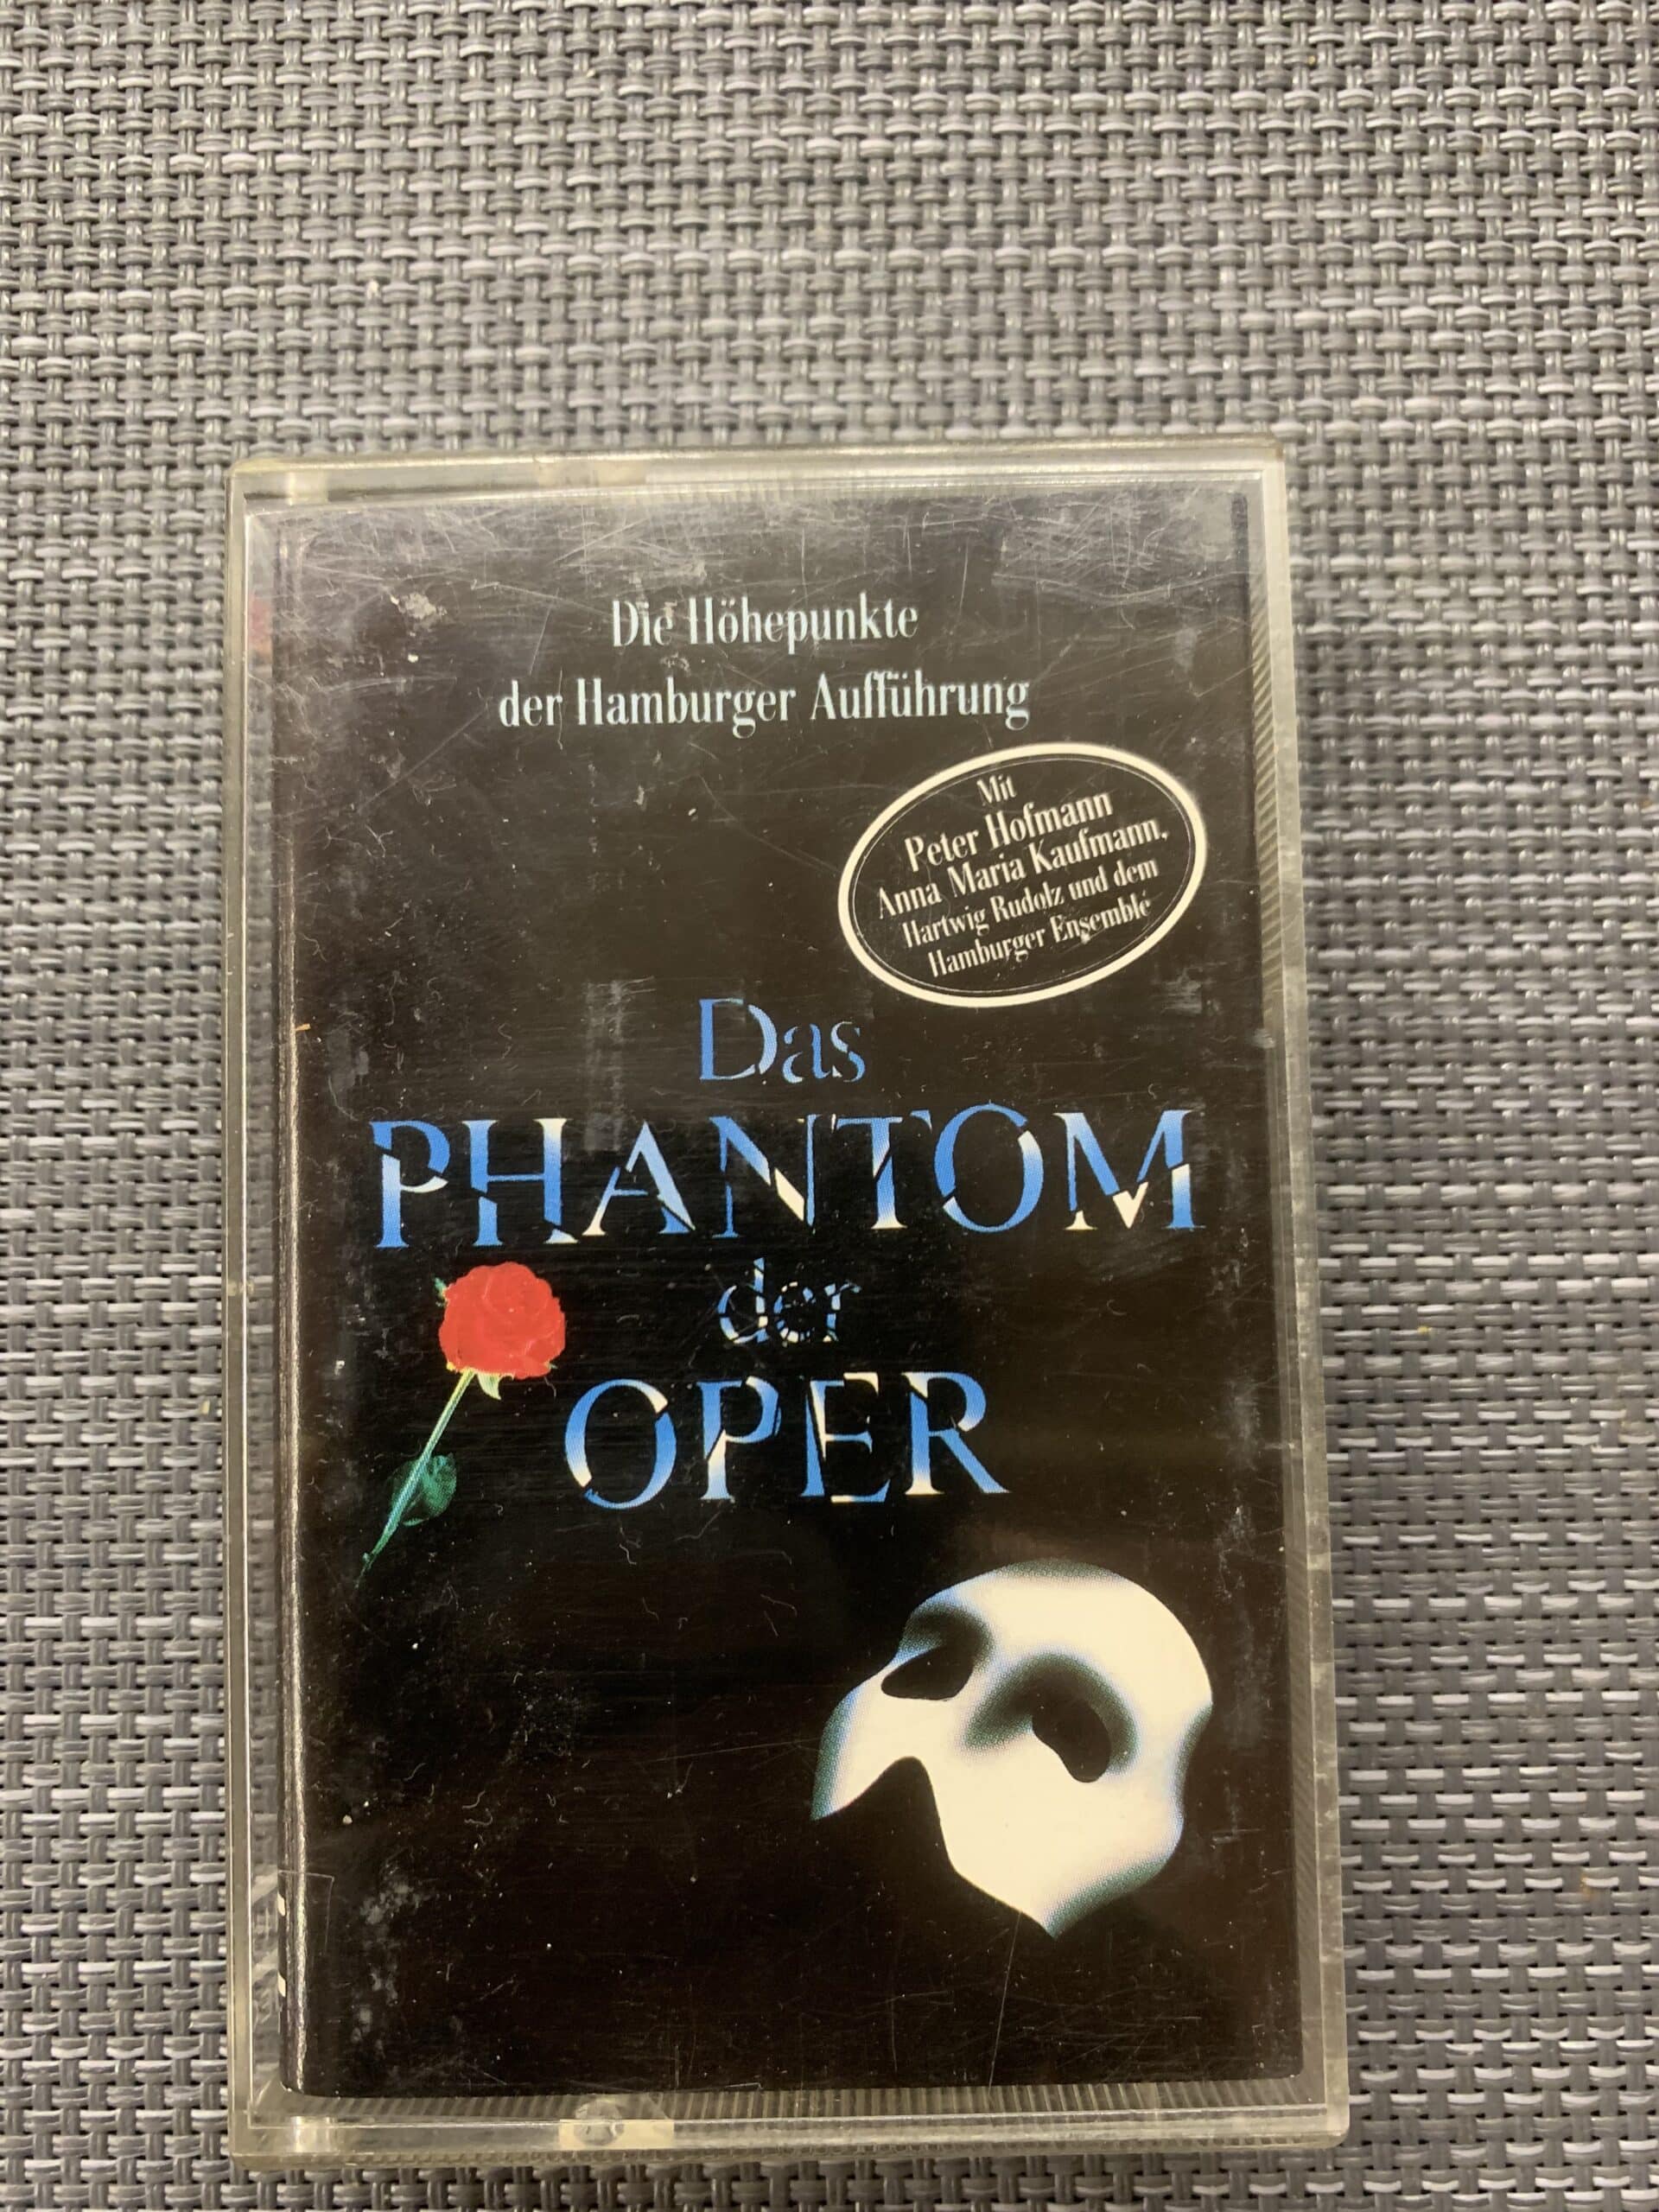 Die Höhepunkte
der Hamburger Aufführung
Mit
Peter Hofmann
Anna Maria Kaufmann,
Hartwig Rudolz und dem
Hamburger Ensemble
Das
PHANTOM
der
OPER